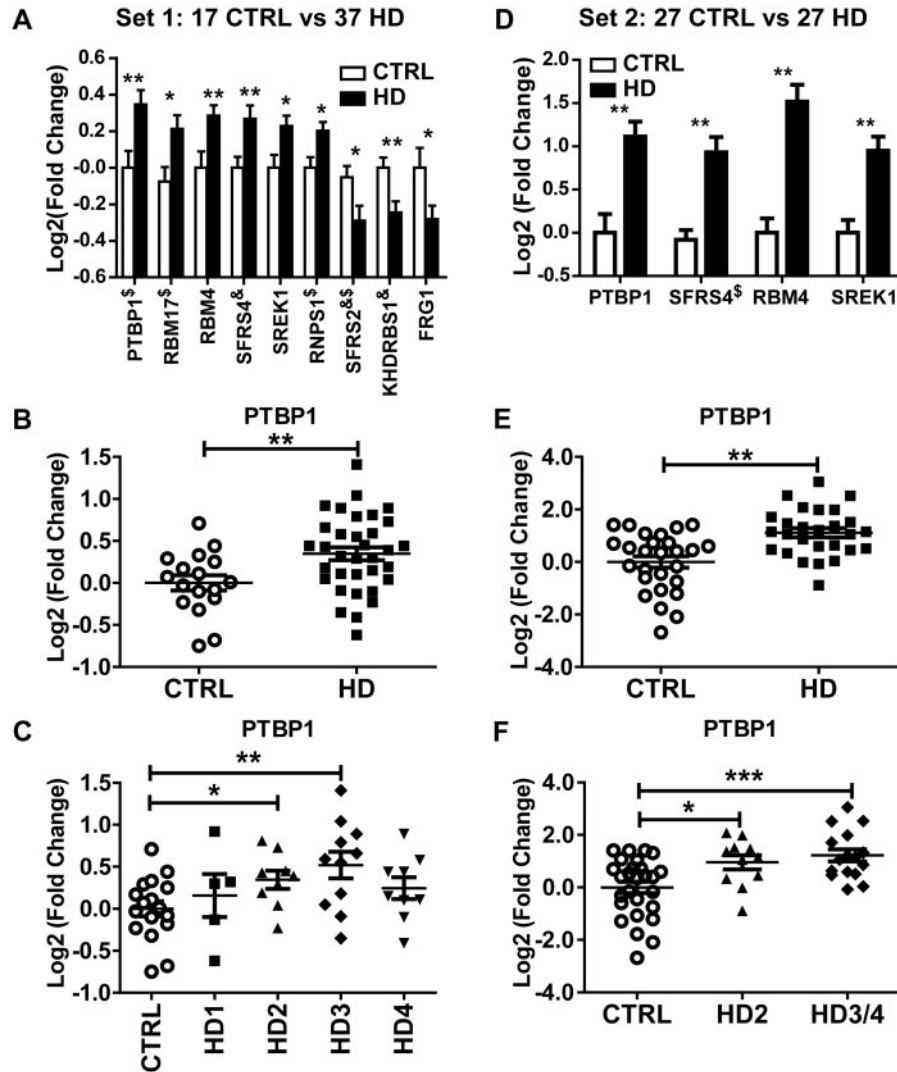 A Set 1: 17 CTRL vs 37 HD
Log2(Fold Change)
0.6
0.4
0.2
-0.0
-0.2
-0.4
-0.6
CTRL
HD
** * ** ** * * * ** *
PTBP1$
RBM17$
RBM4
SFRS4&
SREK1
RNPS1$
SFRS2&$
KHDRBS1&
FRG1
D Set 2: 27 CTRL vs 27 HD
Log2 (Fold Change)
2.0
1.5
1.0
0.5
0.0
-0.5
CTRL
HD
** ** ** **
PTBP1 SFRS4$ RBM4 SREK1
B PTBP1
**
Log2 (Fold Change)
1.5
1.0
0.5
0.0
-0.5
-1.0
CTRL HD
E PTBP1
**
Log2 (Fold Change)
4.0
2.0
0.0
-2.0
-4.0
CTRL HD
C PTBP1
**
*
Log2 (Fold Change)
1.5
1.0
0.5
0.0
-0.5
-1.0
CTRL
HD1
HD2
HD3
HD4
F PTBP1
***
*
Log2 (Fold Change)
4.0
2.0
0.0
-2.0
-4.0
CTRL HD2 HD3/4